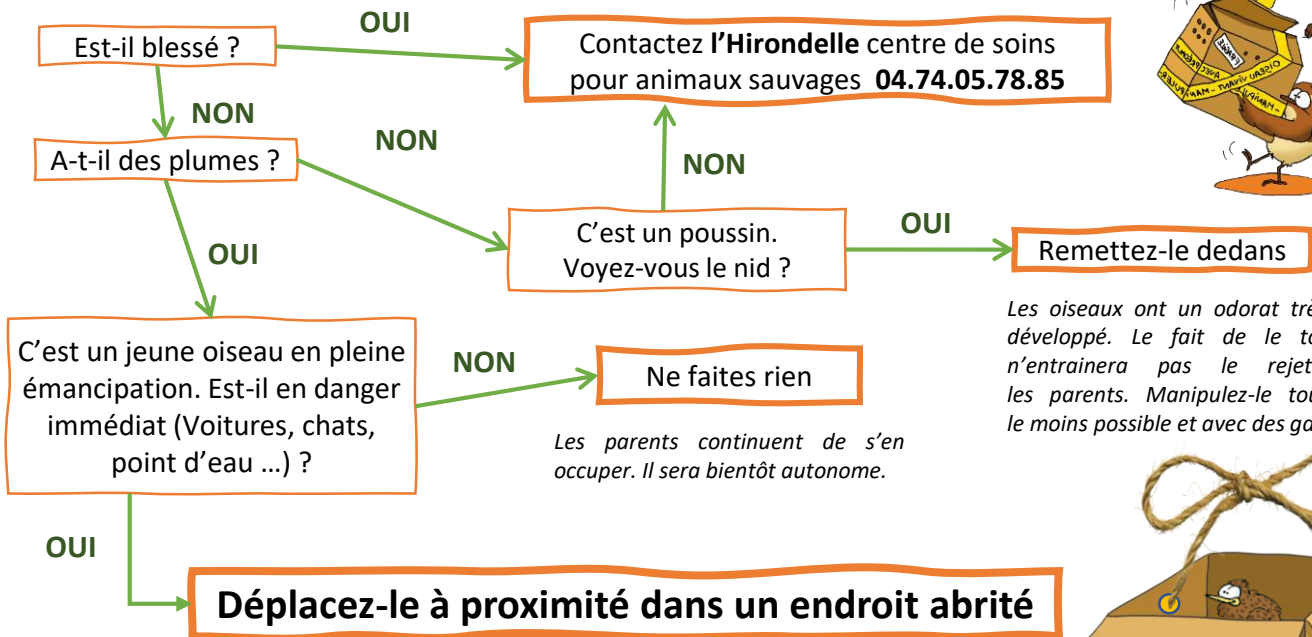 OUI
Est-il blessé ?
Contactez l'Hirondelle centre de soins
pour animaux sauvages 04.74.05.78.85
NON
A-t-il des plumes ?
NON
NON
OUI
C'est un poussin.
Voyez-vous le nid ?
OUI
Remettez-le dedans
Les oiseaux ont un odorat
développé. Le fait de le
n'entrainera pas le rejet
les parents. Manipulez-le
le moins possible et avec des
C'est un jeune oiseau en pleine
émancipation. Est-il en danger
immédiat (Voitures, chats,
point d'eau …) ?
NON
Ne faites rien
Les parents continuent de s'en
occuper. Il sera bientôt autonome.
OUI
Déplacez-le à proximité dans un endroit abrité
FRAGILE
OISEAU VIVANT